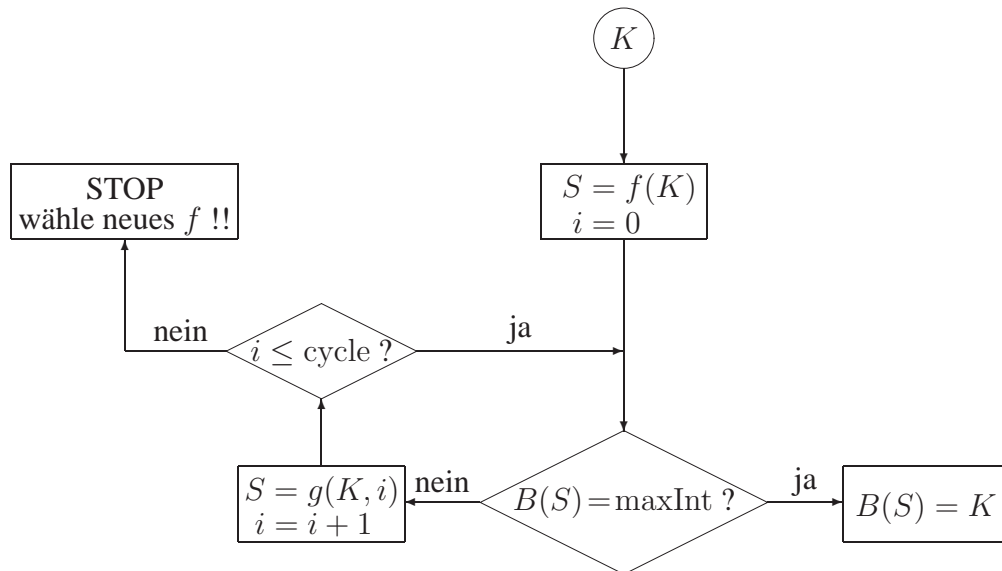 K
STOP
wähle neues f !!
S = f(K)
i = 0
nein
i ≤ cycle ?
ja
S = g(K, i)
i = i + 1
nein
B(S) = maxInt ?
ja
B(S) = K